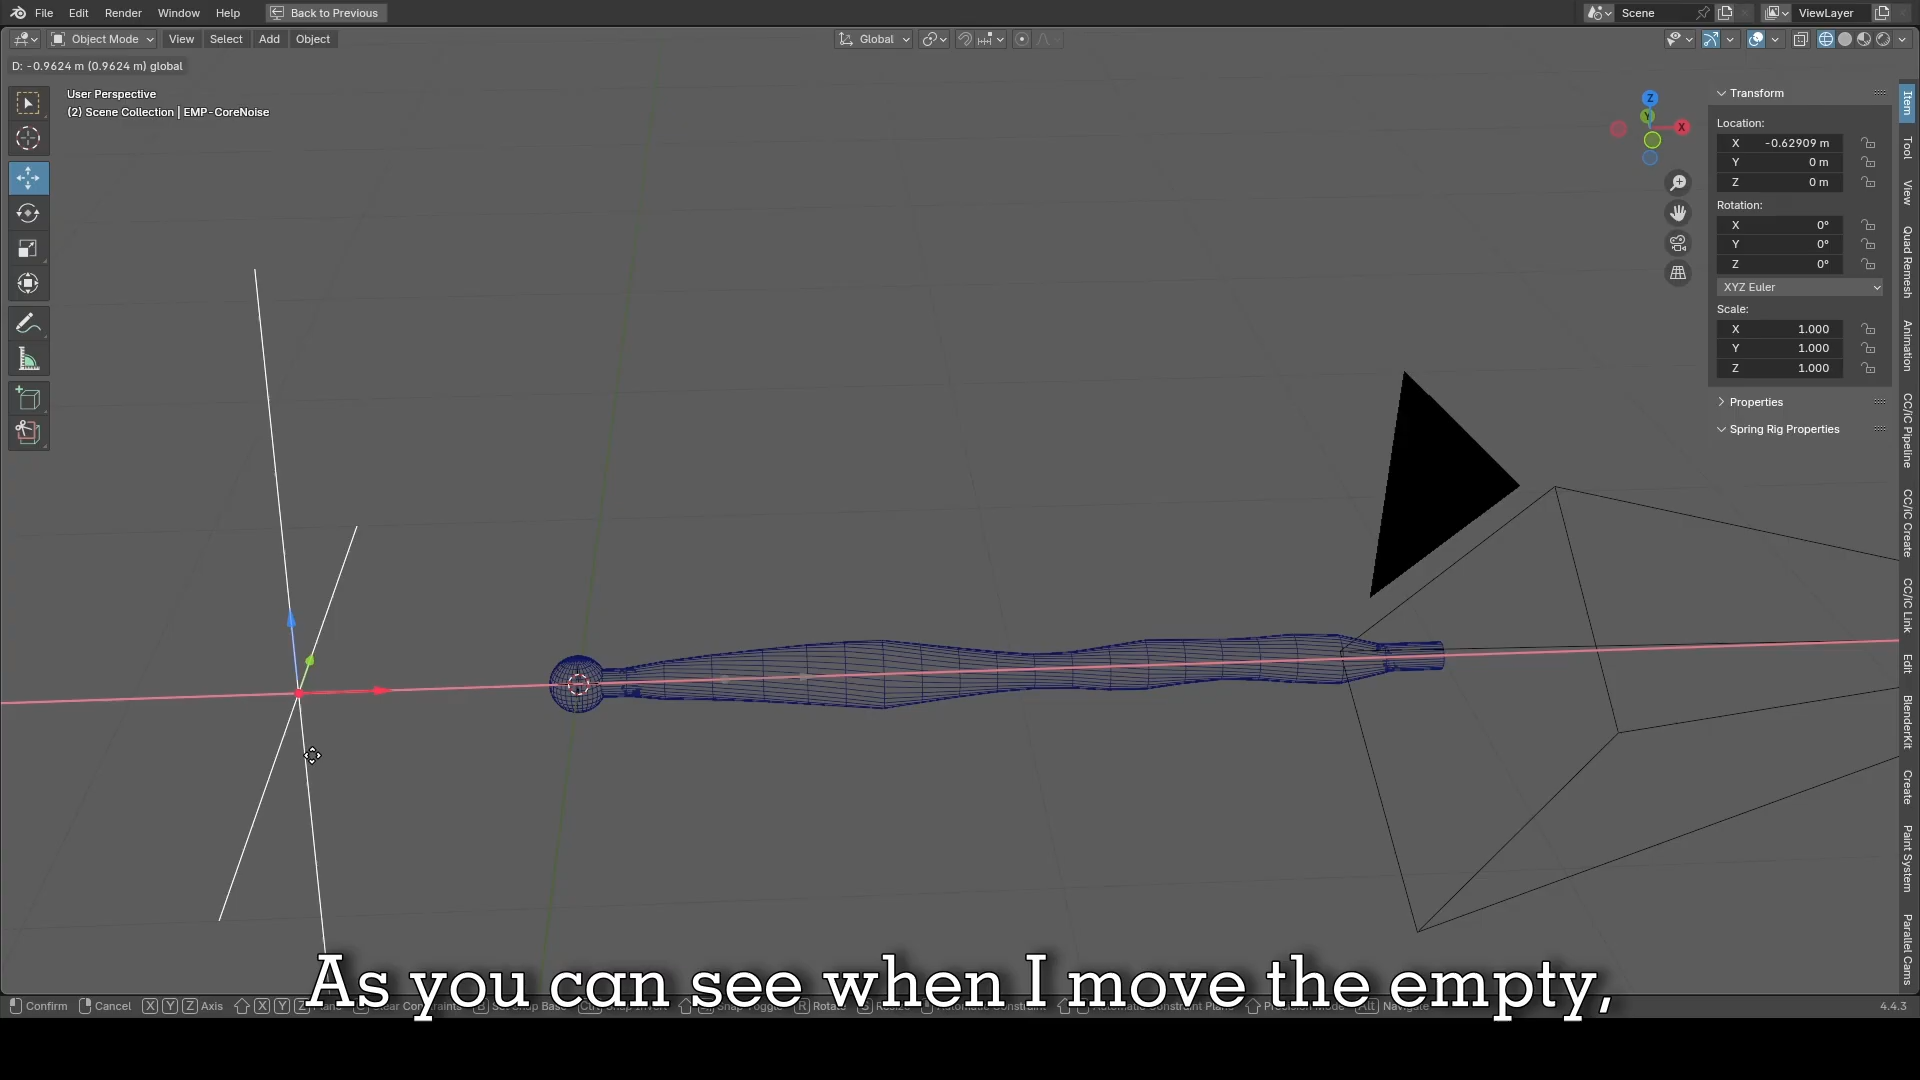 File Edit Render Window Help Back to Previous Scene ViewLayer
Object Mode View Select Add Object Global
D: -0.9624 m (0.9624 m) global
User Perspective
(2) Scene Collection | EMP-CoreNoise
Z
Y
X
Transform
Location:
X -0.62909 m
Y 0 m
Z 0 m
Rotation:
X 0°
Y 0°
Z 0°
XYZ Euler
Scale:
X 1.000
Y 1.000
Z 1.000
Properties
Spring Rig Properties
Item
Tool
View
Quad Remesh
Animation
CC/iC Pipeline
CC/iC Create
CC/iC Link
Edit
BlenderKit
Create
Paint System
Parallel Cams
As you can see when I move the empty,
Confirm Cancel X Y Z Axis X Y Z Plane Clear Constraints B Set Snap Base Ctrl Snap Invert Snap Toggle R Rotate Automatic Constraint Automatic Constraint Plane Precision Mode Alt Navigate 4.4.3